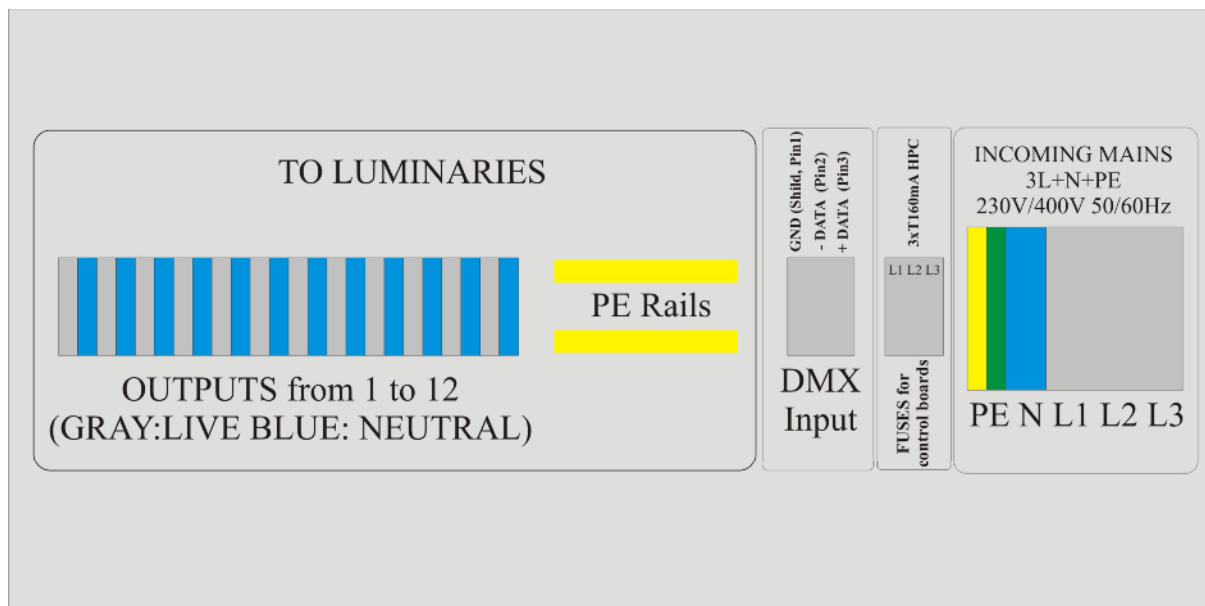 TO LUMINARIES
PE Rails
OUTPUTS from 1 to 12
(GRAY:LIVE BLUE: NEUTRAL)
GND (Shild, Pin1)
- DATA (Pin2)
+ DATA (Pin3)
DMX
Input
3xT160mA HPC
L1 L2 L3
FUSES for
control boards
INCOMING MAINS
3L+N+PE
230V/400V 50/60Hz
PE N L1 L2 L3